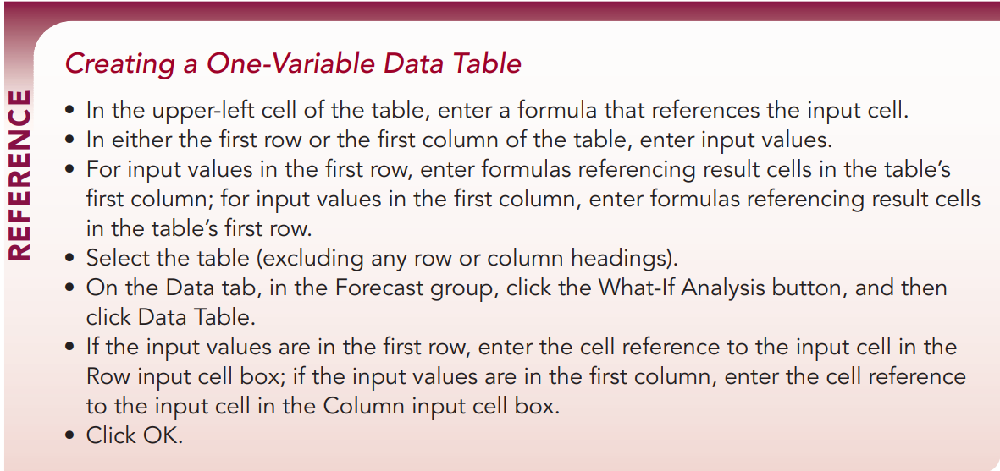 REFERENCE
Creating a One-Variable Data Table
• In the upper-left cell of the table, enter a formula that references the input cell.
• In either the first row or the first column of the table, enter input values.
• For input values in the first row, enter formulas referencing result cells in the table’s
first column; for input values in the first column, enter formulas referencing result cells
in the table’s first row.
• Select the table (excluding any row or column headings).
• On the Data tab, in the Forecast group, click the What-If Analysis button, and then
click Data Table.
• If the input values are in the first row, enter the cell reference to the input cell in the
Row input cell box; if the input values are in the first column, enter the cell reference
to the input cell in the Column input cell box.
• Click OK.